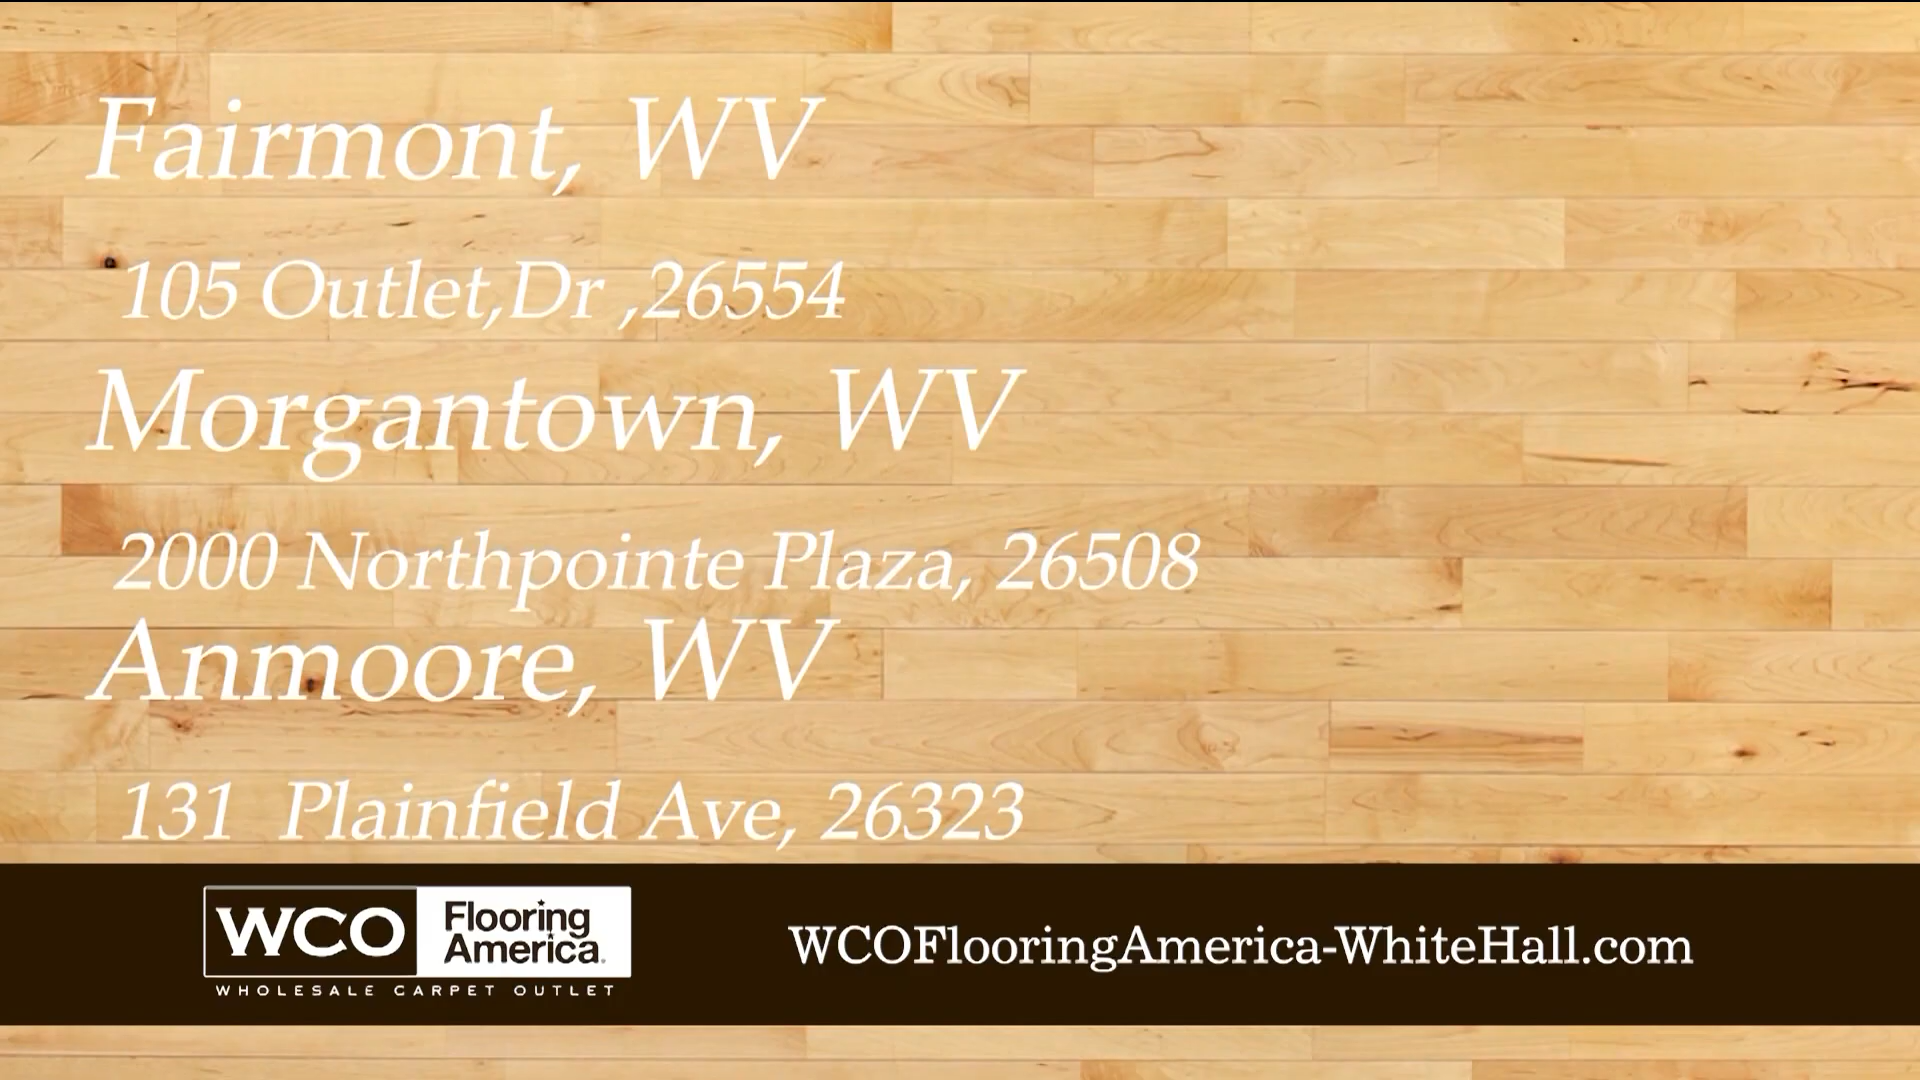 Fairmont, WV
105 Outlet,Dr ,26554
Morgantown, WV
2000 Northpointe Plaza, 26508
Anmoore, WV
131  Plainfield Ave, 26323
WCO Flooring America.
WHOLESALE CARPET OUTLET
WCOFlooringAmerica-WhiteHall.com